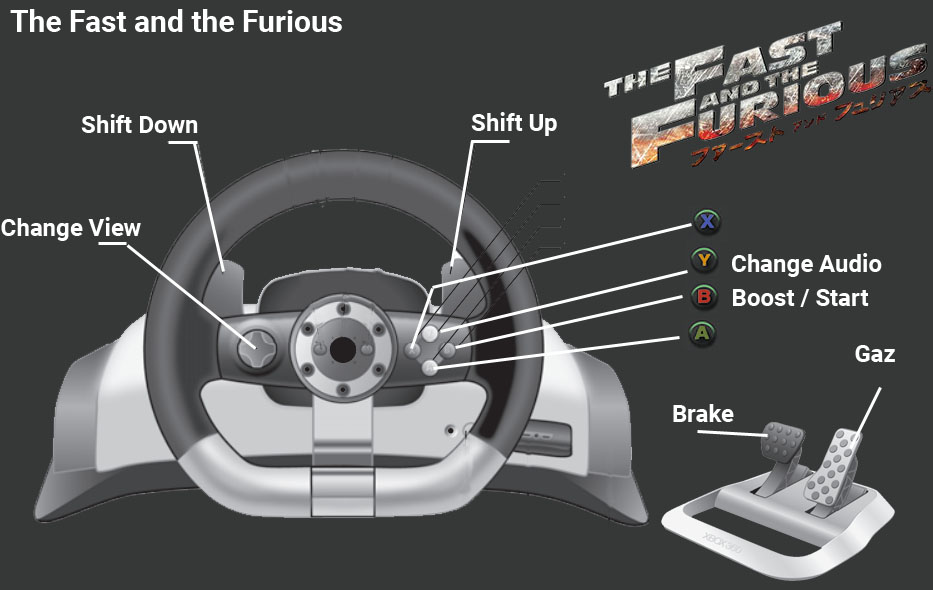 The Fast and the Furious
THE FAST
AND THE
FURIOUS
ファースト アンド フュリアス
Shift Down
Shift Up
Change View
X
Y Change Audio
B Boost / Start
A
Gaz
Brake
XBOX360